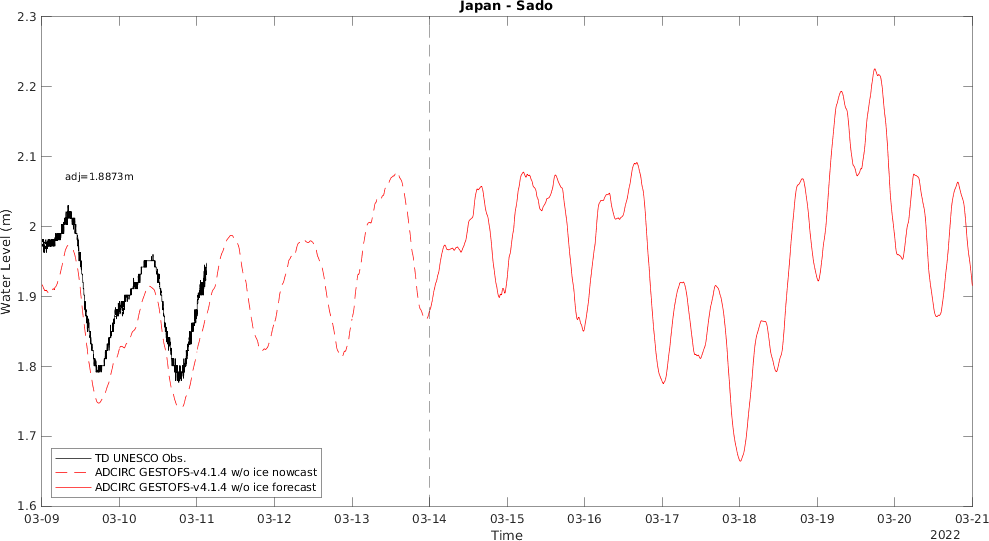 Japan - Sado
2.3
2.2
2.1
2
1.9
1.8
1.7
1.6
Water Level (m)
adj=1.8873m
TD UNESCO Obs.
ADCIRC GESTOFS-v4.1.4 w/o ice nowcast
ADCIRC GESTOFS-v4.1.4 w/o ice forecast
03-09 03-10 03-11 03-12 03-13 03-14 03-15 03-16 03-17 03-18 03-19 03-20 03-21
Time
2022